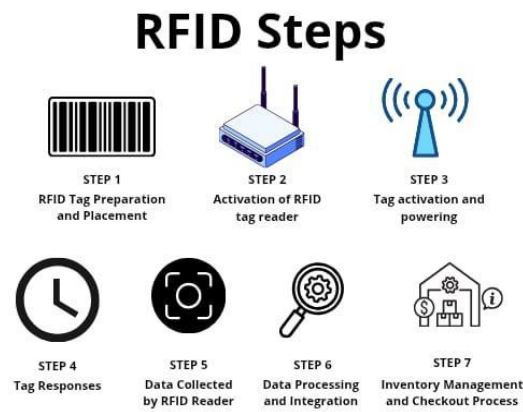 RFID Steps
STEP 1
RFID Tag Preparation
and Placement
STEP 2
Activation of RFID
tag reader
STEP 3
Tag activation and
powering
STEP 4
Tag Responses
STEP 5
Data Collected
by RFID Reader
STEP 6
Data Processing
and Integration
STEP 7
Inventory Management
and Checkout Process